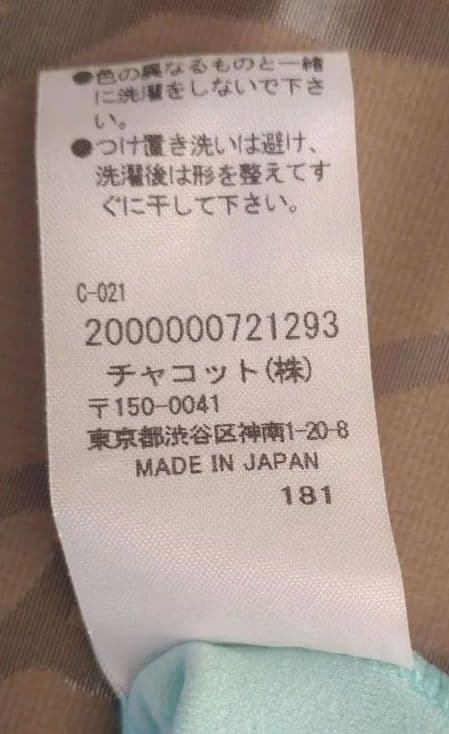 ●色の異なるものと一緒
に洗濯をしないで下さ
い。
●つけ置き洗いは避け、
洗濯後は形を整えてす
ぐに干して下さい。
C-021
2000000721293
チャコット(株)
〒150-0041
東京都渋谷区神南1-20-8
MADE IN JAPAN
181